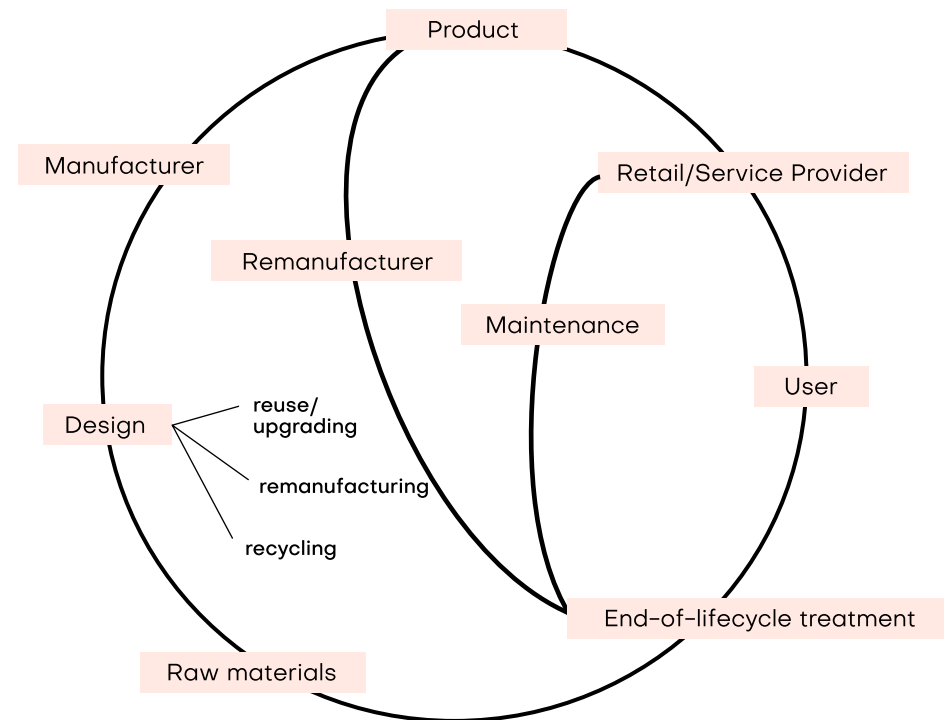 Product
Manufacturer
Retail/Service Provider
Remanufacturer
Maintenance
User
Design
reuse/
upgrading
remanufacturing
recycling
End-of-lifecycle treatment
Raw materials